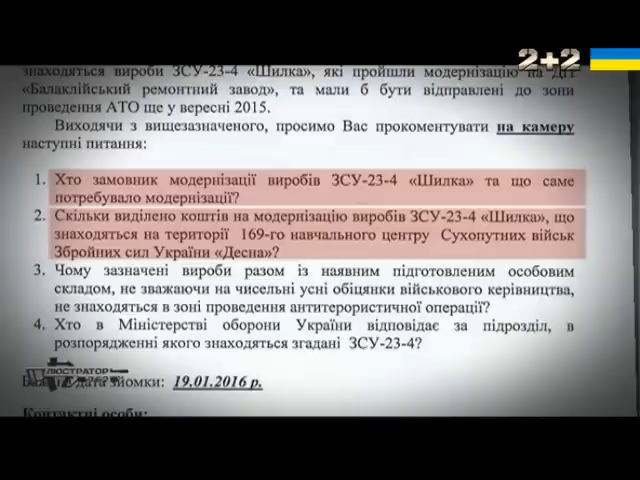 2+2
знаходяться вироби ЗСУ-23-4 «Шилка», які пройшли модернізацію на ДП
«Балаклійський ремонтний завод», та мали б бути відправлені до зони
проведення АТО ще у вересні 2015.
Виходячи з вищезазначеного, просимо Вас прокоментувати на камеру
наступні питання:
1. Хто замовник модернізації виробів ЗСУ-23-4 «Шилка» та що саме
потребувало модернізації?
2. Скільки виділено коштів на модернізацію виробів ЗСУ-23-4 «Шилка», що
знаходяться на території 169-го навчального центру Сухопутних військ
Збройних сил України «Десна»?
3. Чому зазначені вироби разом із наявним підготовленим особовим
складом, не зважаючи на чисельні усні обіцянки військового керівництва,
не знаходяться в зоні проведення антитерористичної операції?
4. Хто в Міністерстві оборони України відповідає за підрозділ, в
розпорядженні якого знаходяться згадані ЗСУ-23-4?
ЛЮСТРАТОР
дата зйомки: 19.01.2016 р.
Контактні особи: